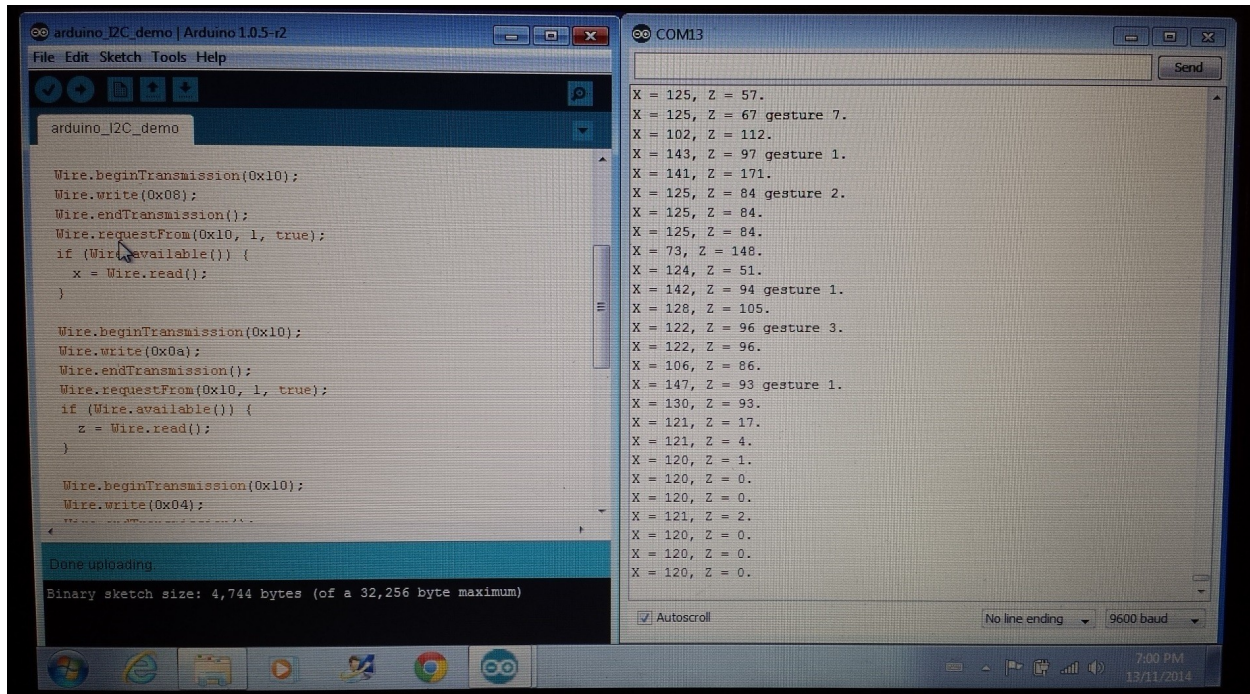 arduino_I2C_demo | Arduino 1.0.5-r2
File Edit Sketch Tools Help
arduino_I2C_demo
Wire.beginTransmission(0x10);
Wire.write(0x08);
Wire.endTransmission();
Wire.requestFrom(0x10, 1, true);
if (Wire.available()) {
x = Wire.read();
}
Wire.beginTransmission(0x10);
Wire.write(0x0a);
Wire.endTransmission();
Wire.requestFrom(0x10, 1, true);
if (Wire.available()) {
z = Wire.read();
}
Wire.beginTransmission(0x10);
Wire.write(0x04);
Done uploading.
Binary sketch size: 4,744 bytes (of a 32,256 byte maximum)
COM13
Send
X = 125, Z = 57.
X = 125, Z = 67 gesture 7.
X = 102, Z = 112.
X = 143, Z = 97 gesture 1.
X = 141, Z = 171.
X = 125, Z = 84 gesture 2.
X = 125, Z = 84.
X = 125, Z = 84.
X = 73, Z = 148.
X = 124, Z = 51.
X = 142, Z = 94 gesture 1.
X = 128, Z = 105.
X = 122, Z = 96 gesture 3.
X = 122, Z = 96.
X = 106, Z = 86.
X = 147, Z = 93 gesture 1.
X = 130, Z = 93.
X = 121, Z = 17.
X = 121, Z = 4.
X = 120, Z = 1.
X = 120, Z = 0.
X = 120, Z = 0.
X = 121, Z = 2.
X = 120, Z = 0.
X = 120, Z = 0.
X = 120, Z = 0.
Autoscroll
No line ending
9600 baud
7:00 PM
13/11/2014